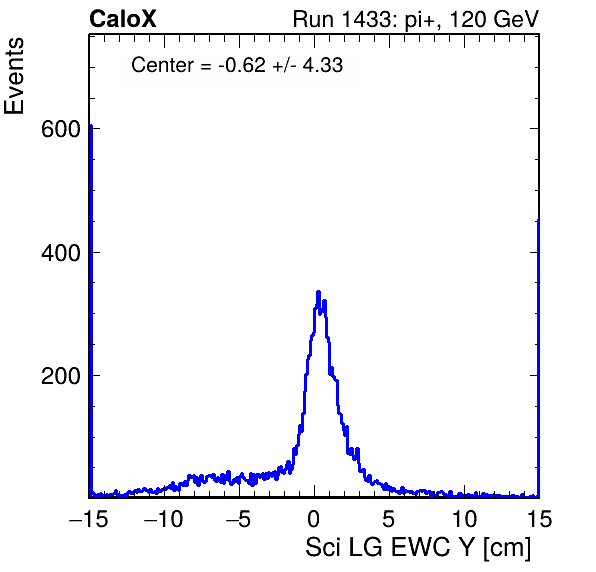 CaloX Run 1433: pi+, 120 GeV
Center = -0.62 +/- 4.33
Events
600
400
200
−15 −10 −5 0 5 10 15
Sci LG EWC Y [cm]